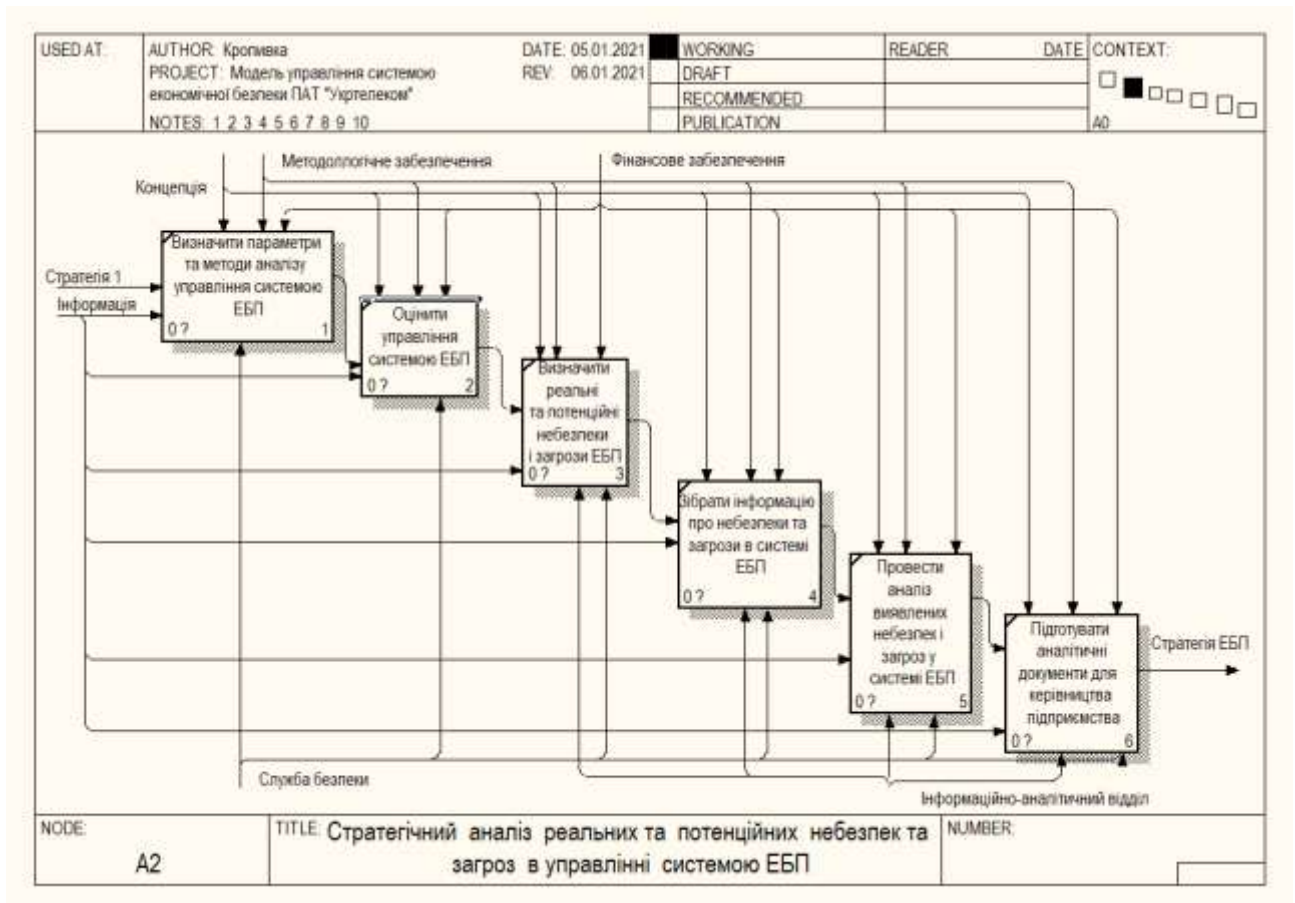 USED AT:
AUTHOR: Кропивка
DATE: 05.01.2021
PROJECT: Модель управління системою
REV: 06.01.2021
економічної безпеки ПАТ "Укртелеком"
NOTES: 1 2 3 4 5 6 7 8 9 10
WORKING
DRAFT
RECOMMENDED
PUBLICATION
READER
DATE
CONTEXT:
A0
Методоллогічне забезпечення
Фінансове забезпечення
Концепція
Стратегія 1
Інформація
Визначити параметри
та методи аналізу
управління системою
ЕБП
0 ?
1
Оцінити
управління
системою ЕБП
0 ?
2
Визначити
реальні
та потенційні
небезпеки
і загрози ЕБП
0 ?
3
Зібрати інформацію
про небезпеки та
загрози в системі
ЕБП
0 ?
4
Провести
аналіз
виявлених
небезпек і
загроз у
системі ЕБП
0 ?
5
Підготувати
аналітичні
документи для
керівництва
підприємства
0 ?
6
Стратегія ЕБП
Служба безпеки
Інформаційно-аналітичний відділ
NODE:
A2
TITLE: Стратегічний аналіз реальних та потенційних небезпек та
загроз в управлінні системою ЕБП
NUMBER: